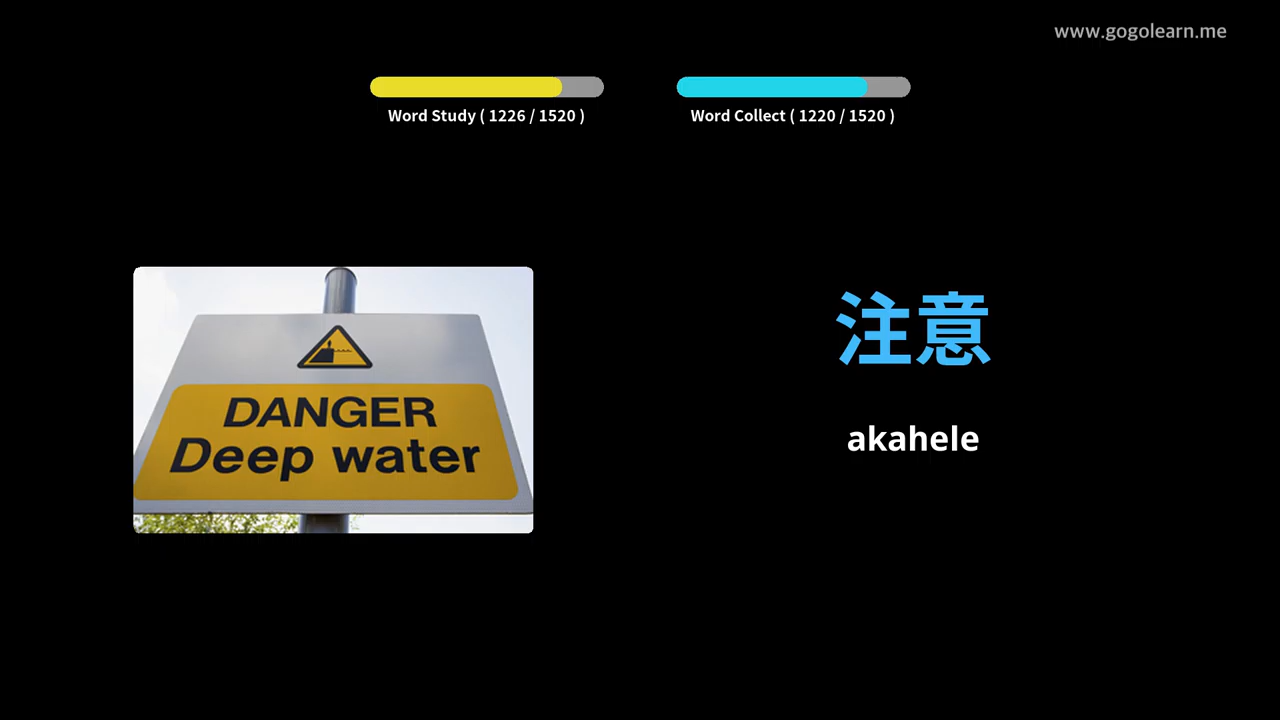 www.gogolearn.me
Word Study ( 1226 / 1520 )
Word Collect ( 1220 / 1520 )
DANGER
Deep water
注意
akahele